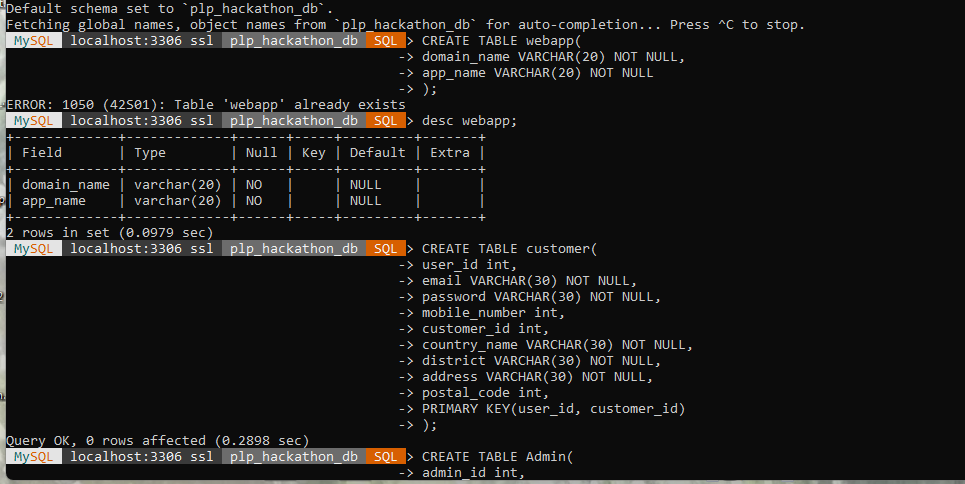 Default schema set to `plp_hackathon_db`.
Fetching global names, object names from `plp_hackathon_db` for auto-completion... Press ^C to stop.
MySQL localhost:3306 ssl plp_hackathon_db SQL > CREATE TABLE webapp(
-> domain_name VARCHAR(20) NOT NULL,
-> app_name VARCHAR(20) NOT NULL
-> );
ERROR: 1050 (42S01): Table 'webapp' already exists
MySQL localhost:3306 ssl plp_hackathon_db SQL > desc webapp;
+-------------+-------------+------+-----+---------+-------+
| Field | Type | Null | Key | Default | Extra |
+-------------+-------------+------+-----+---------+-------+
| domain_name | varchar(20) | NO | | NULL | |
| app_name | varchar(20) | NO | | NULL | |
+-------------+-------------+------+-----+---------+-------+
2 rows in set (0.0979 sec)
MySQL localhost:3306 ssl plp_hackathon_db SQL > CREATE TABLE customer(
-> user_id int,
-> email VARCHAR(30) NOT NULL,
-> password VARCHAR(30) NOT NULL,
-> mobile_number int,
-> customer_id int,
-> country_name VARCHAR(30) NOT NULL,
-> district VARCHAR(30) NOT NULL,
-> address VARCHAR(30) NOT NULL,
-> postal_code int,
-> PRIMARY KEY(user_id, customer_id)
-> );
Query OK, 0 rows affected (0.2898 sec)
MySQL localhost:3306 ssl plp_hackathon_db SQL > CREATE TABLE Admin(
-> admin_id int,